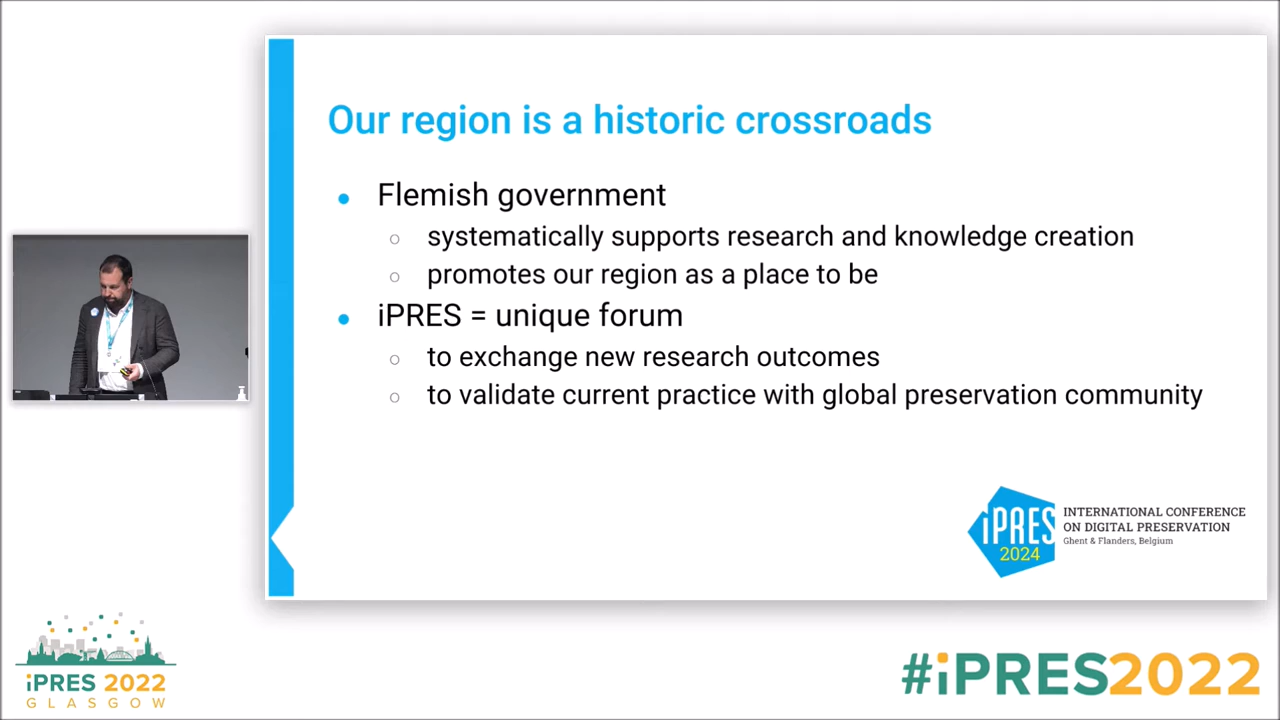 Our region is a historic crossroads
Flemish government
systematically supports research and knowledge creation
promotes our region as a place to be
iPRES = unique forum
to exchange new research outcomes
to validate current practice with global preservation community
iPRES
2024
INTERNATIONAL CONFERENCE
ON DIGITAL PRESERVATION
Ghent & Flanders, Belgium
iPRES 2022
GLASGOW
#iPRES2022